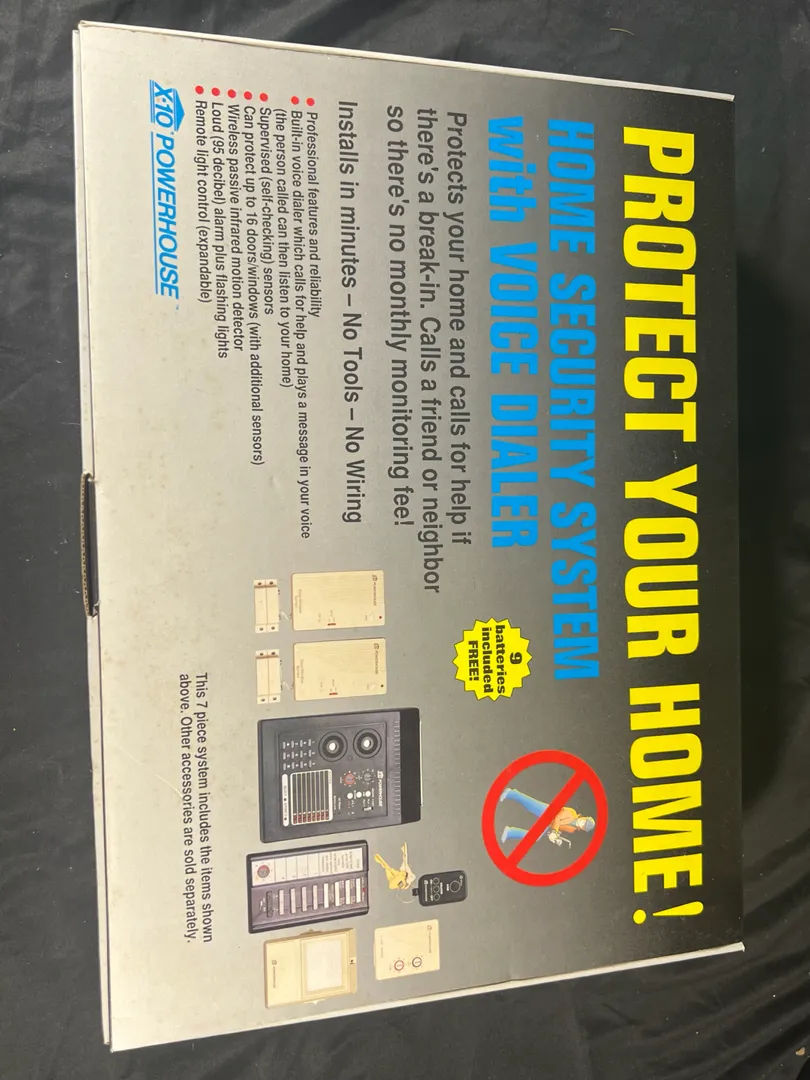 PROTECT YOUR HOME!
HOME SECURITY SYSTEM
with VOICE DIALER
Protects your home and calls for help if
there's a break-in. Calls a friend or neighbor
so there's no monthly monitoring fee!
Installs in minutes – No Tools – No Wiring
• Professional features and reliability
• Built-in voice dialer which calls for help and plays a message in your voice
(the person called can then listen to your home)
• Supervised (self-checking) sensors
• Can protect up to 16 doors/windows (with additional sensors)
• Wireless passive infrared motion detector
• Loud (95 decibel) alarm plus flashing lights
• Remote light control (expandable)
X-10 POWERHOUSE
9
batteries
included
FREE!
This 7 piece system includes the items shown
above. Other accessories are sold separately.